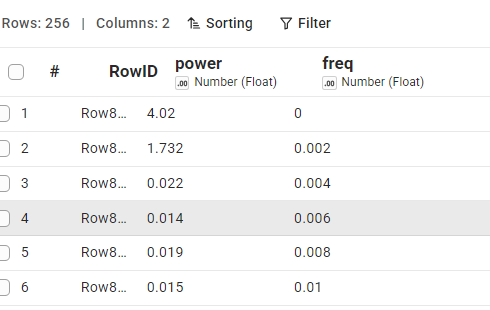 Rows: 256 | Columns: 2 Sorting Filter
# RowID power freq
.00 Number (Float) .00 Number (Float)
1 Row8... 4.02 0
2 Row8... 1.732 0.002
3 Row8... 0.022 0.004
4 Row8... 0.014 0.006
5 Row8... 0.019 0.008
6 Row8... 0.015 0.01